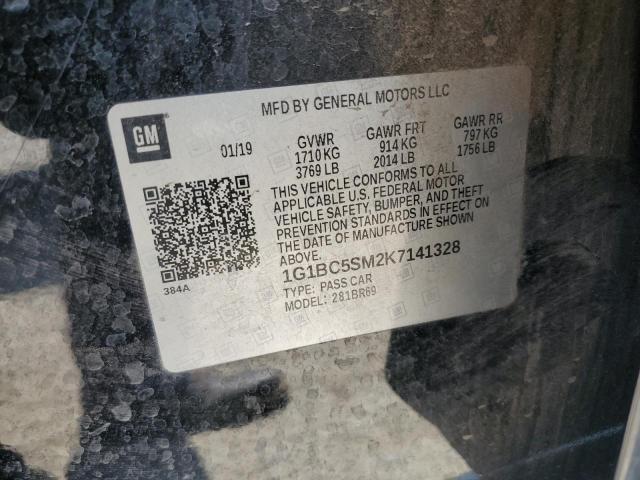 MFD BY GENERAL MOTORS LLC
GM
01/19 GVWR GAWR FRT GAWR RR
1710 KG 914 KG 797 KG
3769 LB 2014 LB 1756 LB
THIS VEHICLE CONFORMS TO ALL
APPLICABLE U.S. FEDERAL MOTOR
VEHICLE SAFETY, BUMPER, AND THEFT
PREVENTION STANDARDS IN EFFECT ON
THE DATE OF MANUFACTURE SHOWN
ABOVE.
1G1BC5SM2K7141328
384A
TYPE: PASS CAR
MODEL: 281BR69